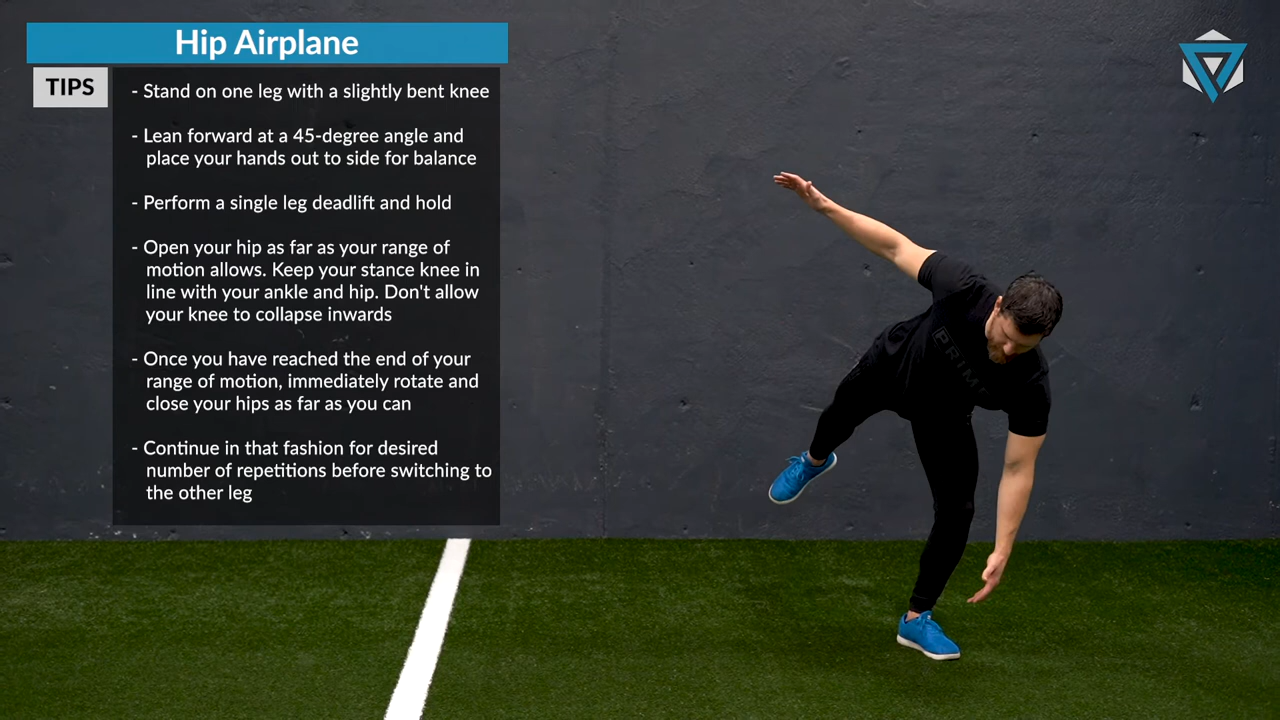 Hip Airplane
TIPS
- Stand on one leg with a slightly bent knee
- Lean forward at a 45-degree angle and
place your hands out to side for balance
- Perform a single leg deadlift and hold
- Open your hip as far as your range of
motion allows. Keep your stance knee in
line with your ankle and hip. Don't allow
your knee to collapse inwards
- Once you have reached the end of your
range of motion, immediately rotate and
close your hips as far as you can
- Continue in that fashion for desired
number of repetitions before switching to
the other leg